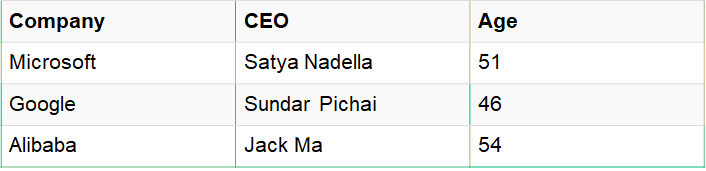 Company CEO Age
Microsoft Satya Nadella 51
Google Sundar Pichai 46
Alibaba Jack Ma 54